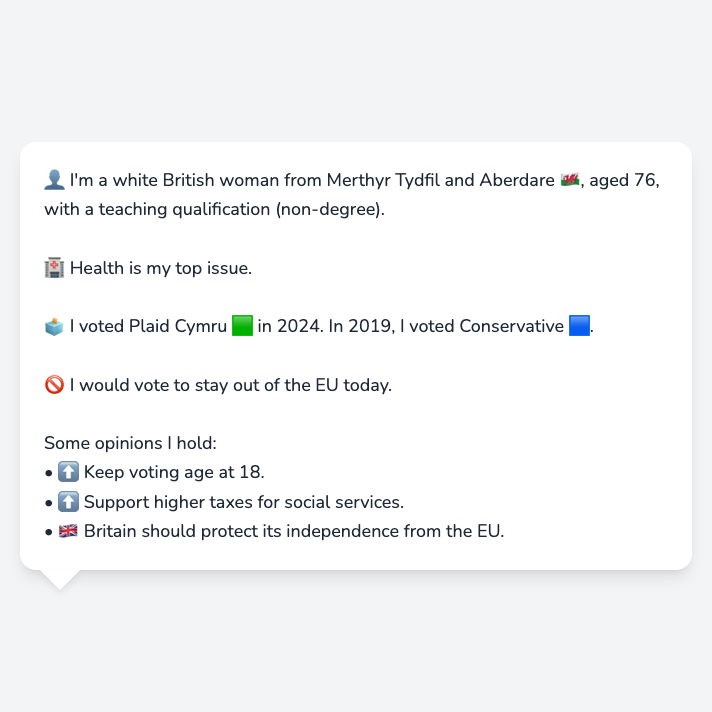 👤 I'm a white British woman from Merthyr Tydfil and Aberdare 🏴󠁧󠁢󠁷󠁬󠁳󠁿, aged 76,
with a teaching qualification (non-degree).
🏥 Health is my top issue.
🗳️ I voted Plaid Cymru 🟩 in 2024. In 2019, I voted Conservative 🟦.
🚫 I would vote to stay out of the EU today.
Some opinions I hold:
• ⬆️ Keep voting age at 18.
• ⬆️ Support higher taxes for social services.
• 🇬🇧 Britain should protect its independence from the EU.